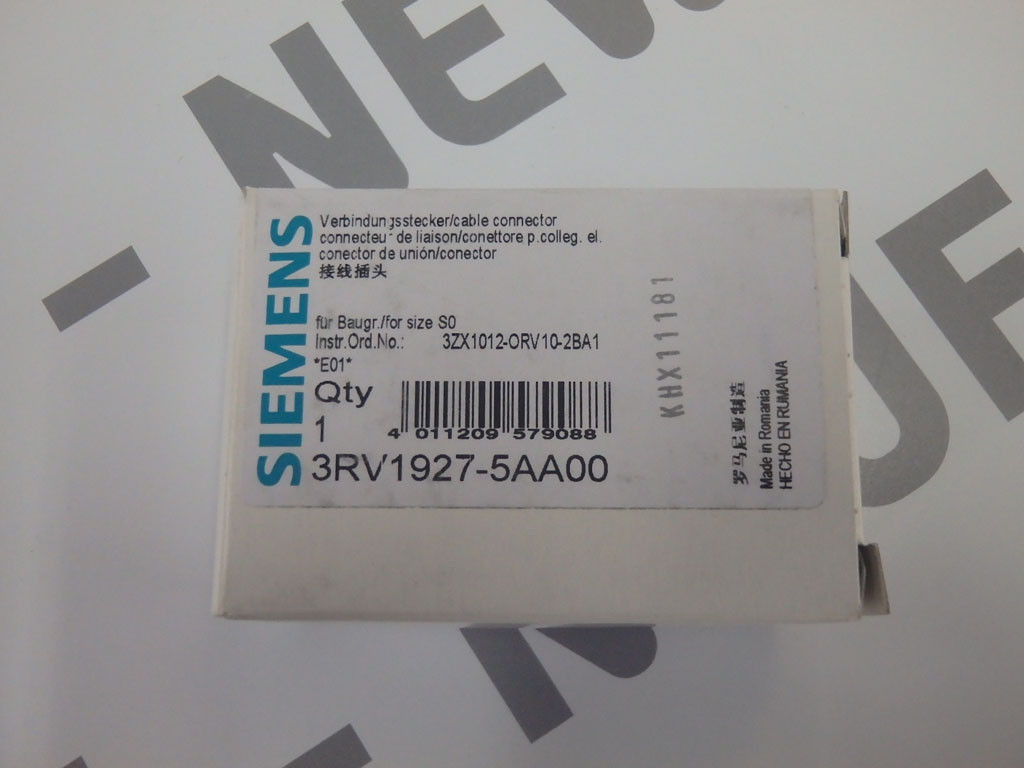 SIEMENS
Verbindungsstecker/cable connector
connecteur de liaison/conettore p.colleg. el.
conector de unión/conector
接线插头
für Baugr./for size S0
Instr.Ord.No.: 3ZX1012-ORV10-2BA1
*E01*
Qty
1
4 011209 579088
3RV1927-5AA00
KHX11181
罗马尼亚制造
Made in Romania
HECHO EN RUMANIA
NEW